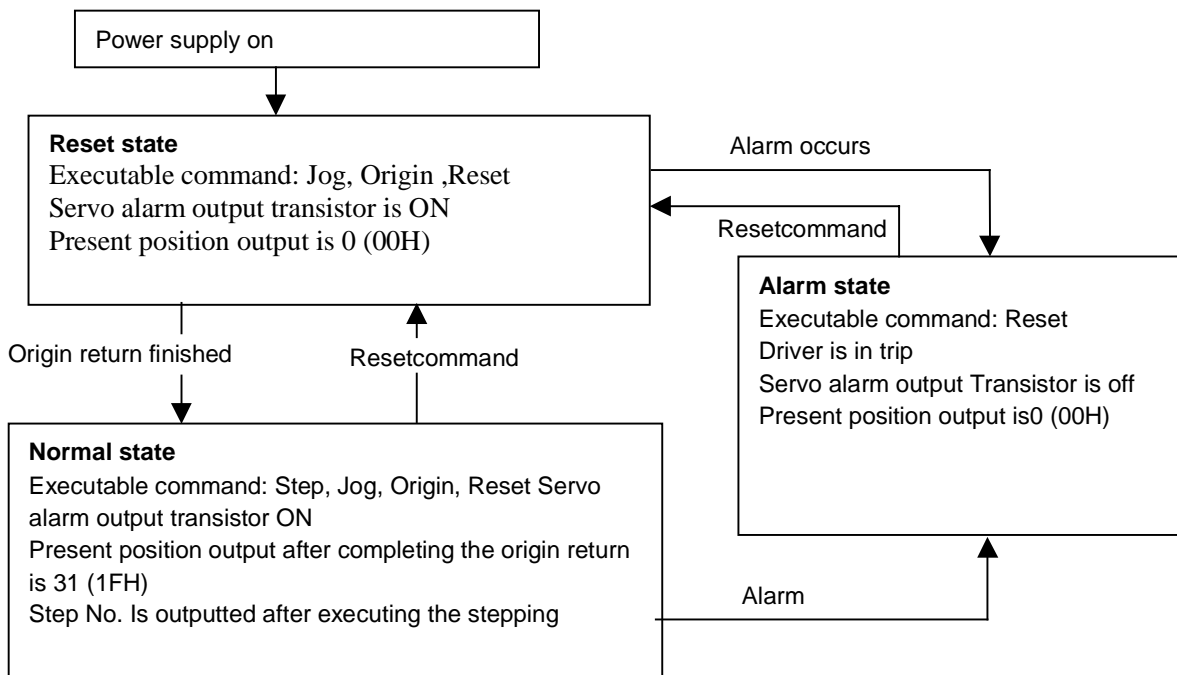 Power supply on
Reset state
Executable command: Jog, Origin ,Reset
Servo alarm output transistor is ON
Present position output is 0 (00H)
Alarm occurs
Resetcommand
Alarm state
Executable command: Reset
Driver is in trip
Servo alarm output Transistor is off
Present position output is0 (00H)
Origin return finished
Resetcommand
Normal state
Executable command: Step, Jog, Origin, Reset Servo
alarm output transistor ON
Present position output after completing the origin return
is 31 (1FH)
Step No. Is outputted after executing the stepping
Alarm